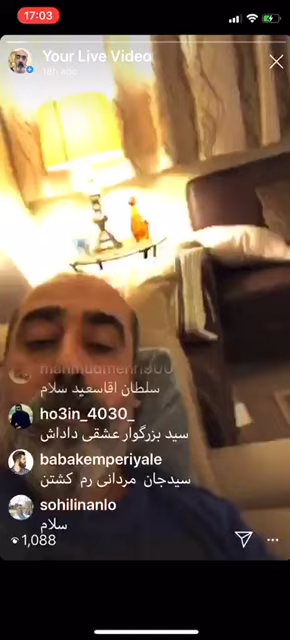 17:03
Your Live Video
18h ago
mahmudmehr1900
سلطان اقاسعید سلام
ho3in_4030_
سید بزرگوار عشقی داداش
babakemperiyale
سیدجان مردانی رم کشتن
sohilinanlo
سلام
1,088